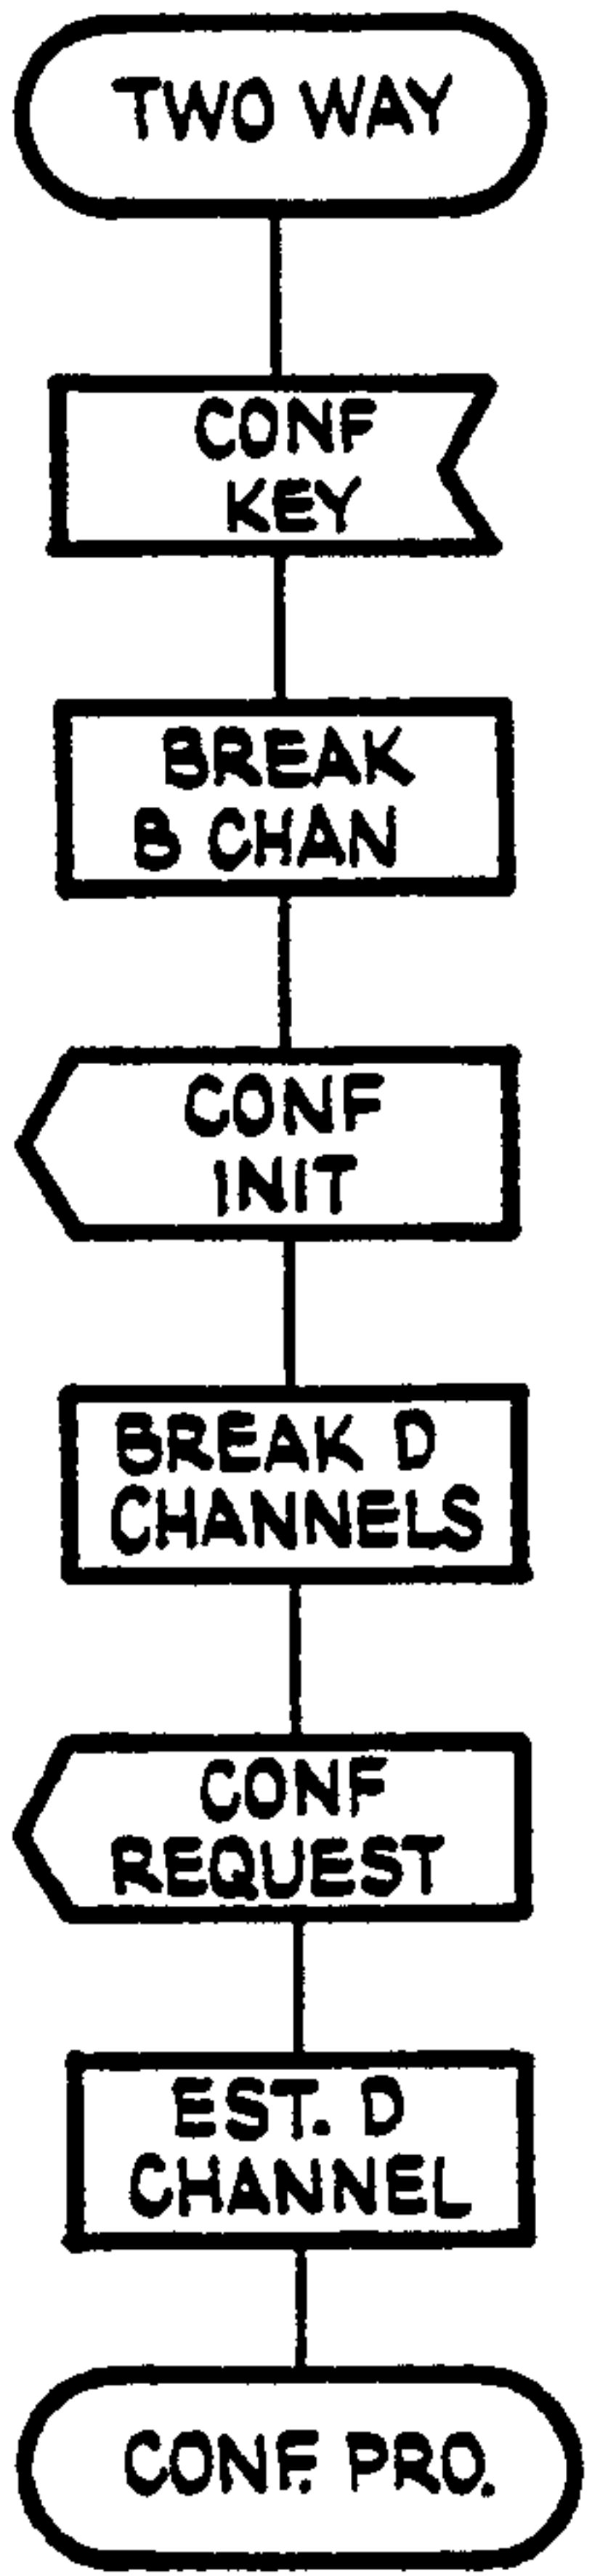 TWO WAY
CONF
KEY
BREAK
B CHAN
CONF
INIT
BREAK D
CHANNELS
CONF
REQUEST
EST. D
CHANNEL
CONF. PRO.